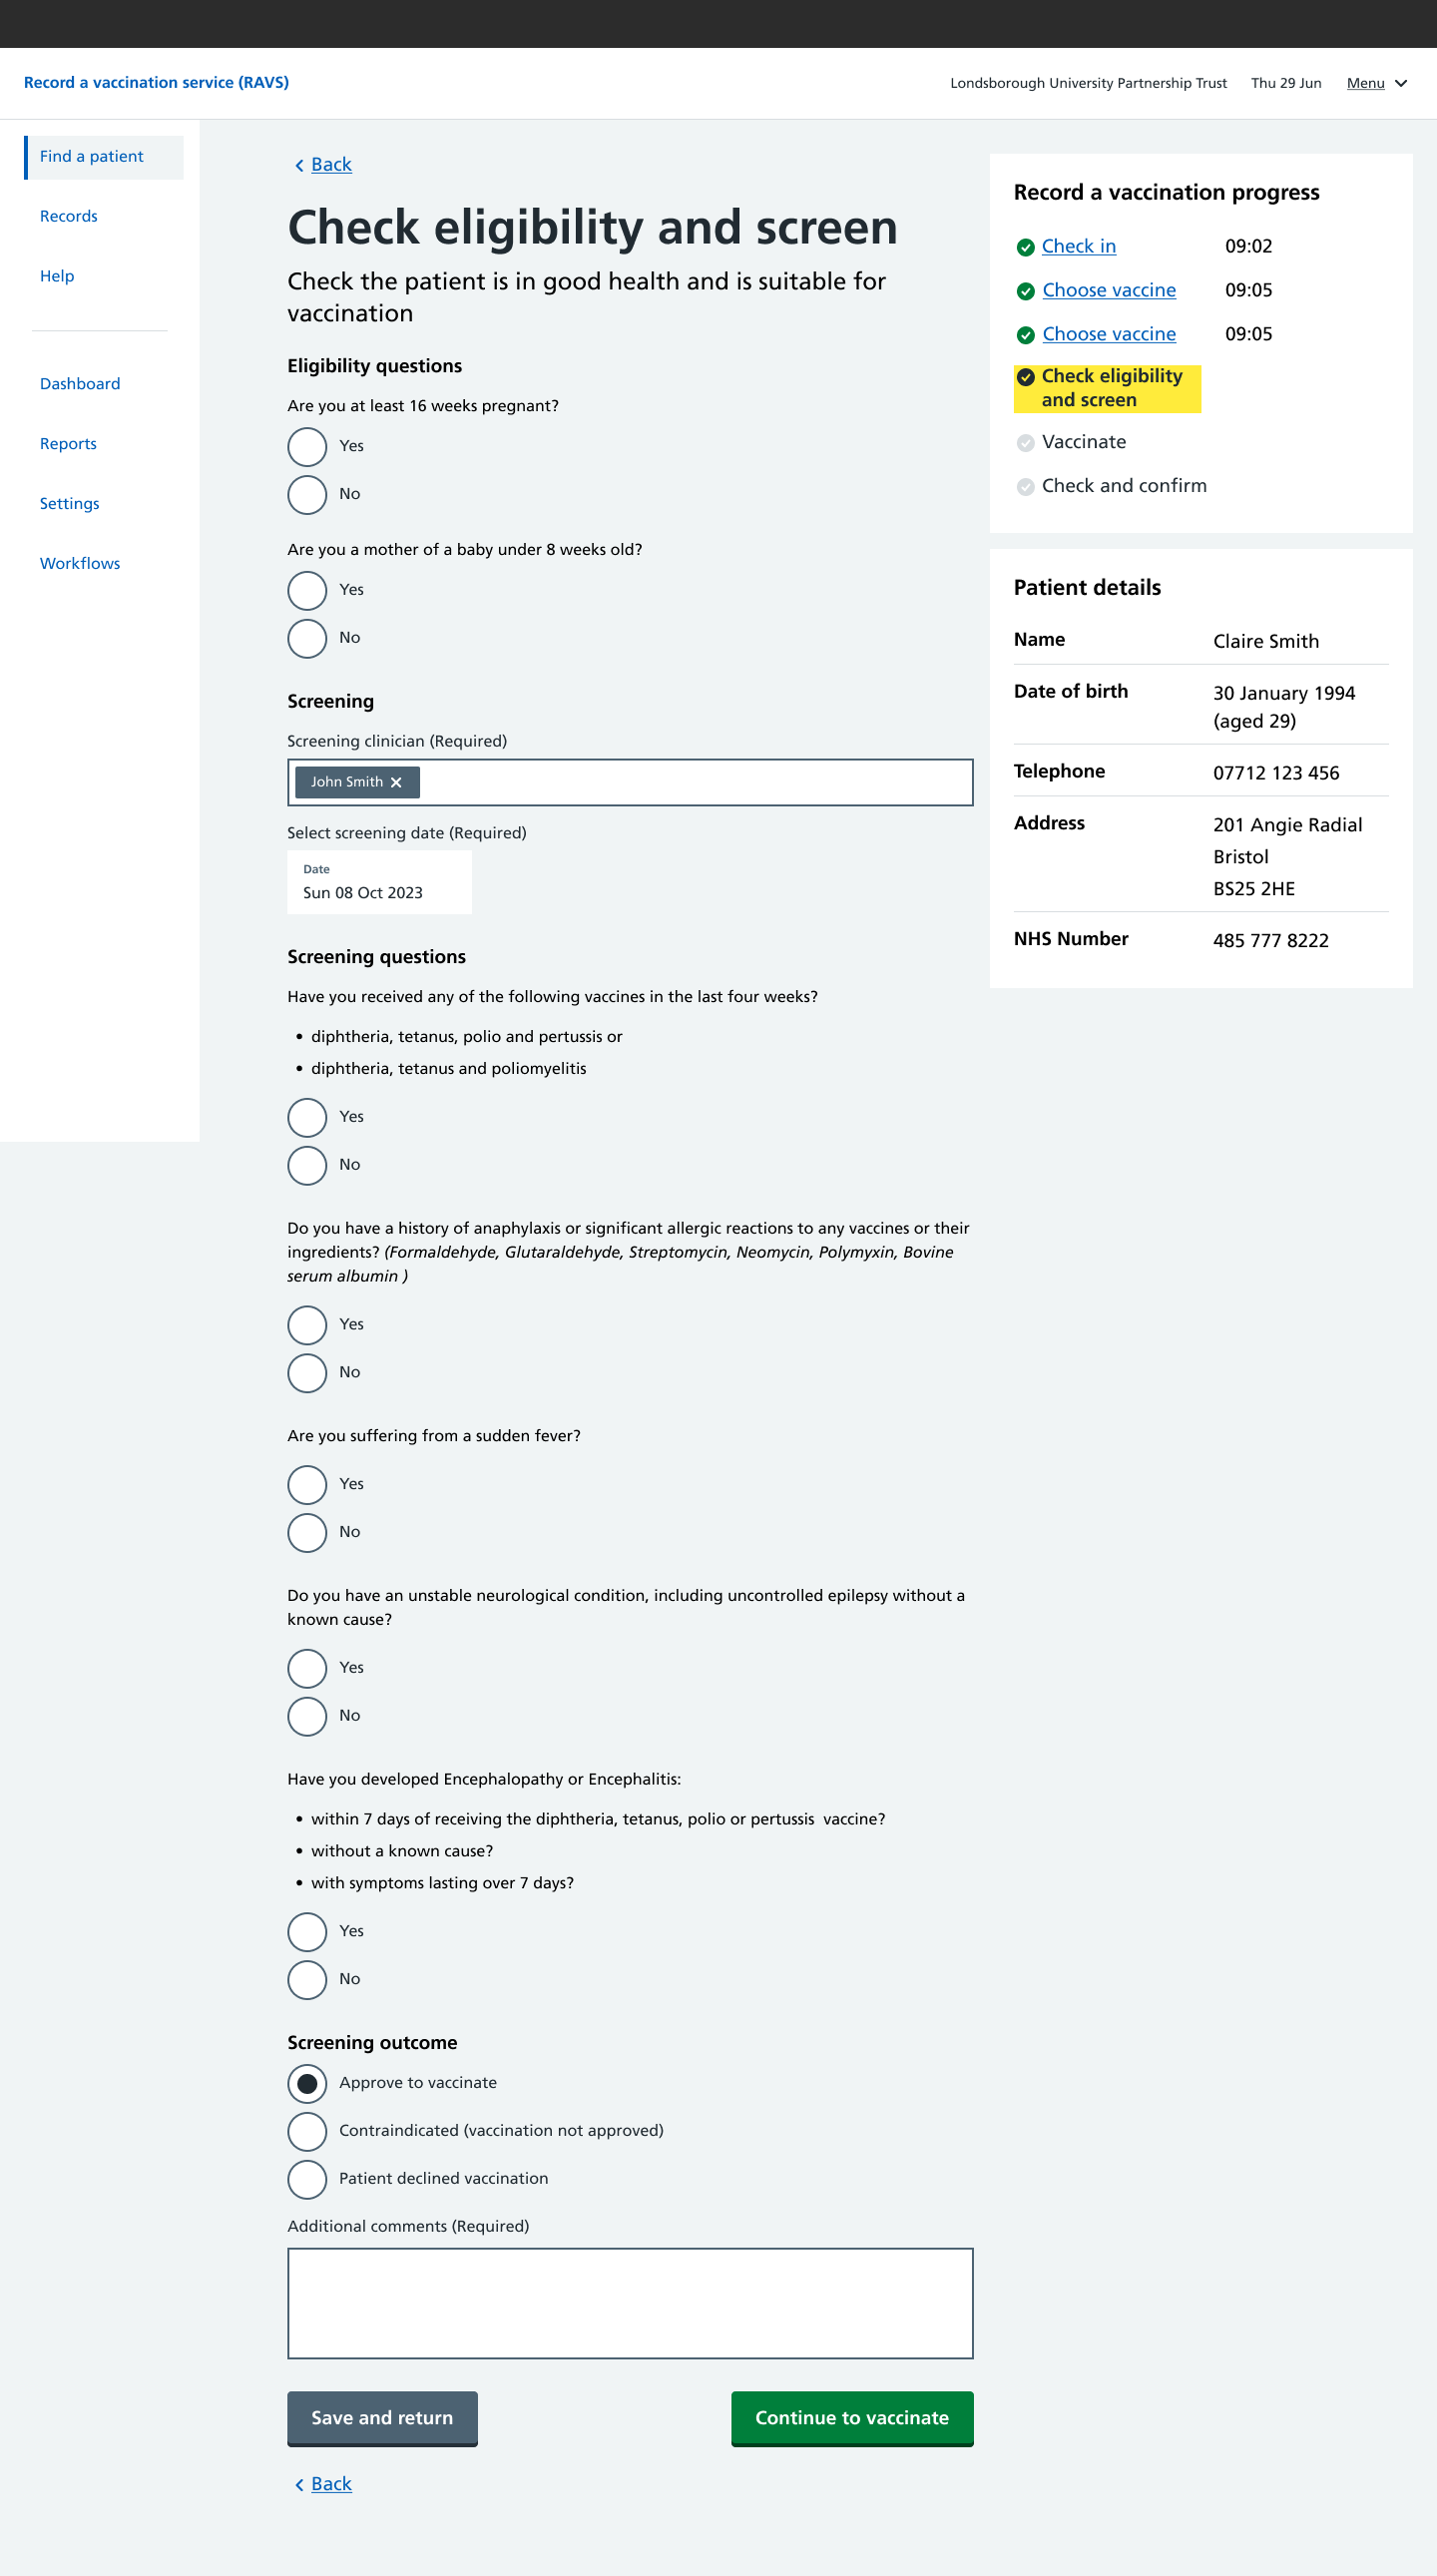 Record a vaccination service (RAVS)
Londsborough University Partnership Trust
Thu 29 Jun
Menu
Find a patient
Records
Help
Dashboard
Reports
Settings
Workflows
Back
Check eligibility and screen
Check the patient is in good health and is suitable for
vaccination
Eligibility questions
Are you at least 16 weeks pregnant?
Yes
No
Are you a mother of a baby under 8 weeks old?
Yes
No
Screening
Screening clinician (Required)
John Smith
Select screening date (Required)
Date
Sun 08 Oct 2023
Screening questions
Have you received any of the following vaccines in the last four weeks?
• diphtheria, tetanus, polio and pertussis or
• diphtheria, tetanus and poliomyelitis
Yes
No
Do you have a history of anaphylaxis or significant allergic reactions to any vaccines or their
ingredients? (Formaldehyde, Glutaraldehyde, Streptomycin, Neomycin, Polymyxin, Bovine
serum albumin )
Yes
No
Are you suffering from a sudden fever?
Yes
No
Do you have an unstable neurological condition, including uncontrolled epilepsy without a
known cause?
Yes
No
Have you developed Encephalopathy or Encephalitis:
• within 7 days of receiving the diphtheria, tetanus, polio or pertussis  vaccine?
• without a known cause?
• with symptoms lasting over 7 days?
Yes
No
Screening outcome
Approve to vaccinate
Contraindicated (vaccination not approved)
Patient declined vaccination
Additional comments (Required)
Save and return
Continue to vaccinate
Back
Record a vaccination progress
Check in 09:02
Choose vaccine 09:05
Choose vaccine 09:05
Check eligibility
and screen
Vaccinate
Check and confirm
Patient details
Name Claire Smith
Date of birth 30 January 1994
(aged 29)
Telephone 07712 123 456
Address 201 Angie Radial
Bristol
BS25 2HE
NHS Number 485 777 8222